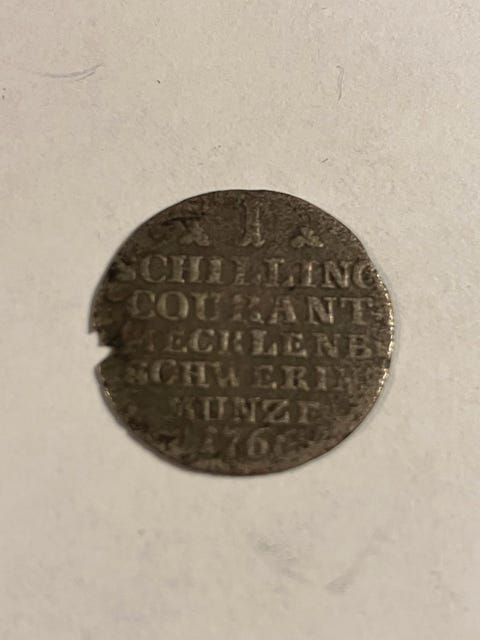 1
SCHILLING
COURANT
MECKLENB
SCHWERIN
MUNZE
176